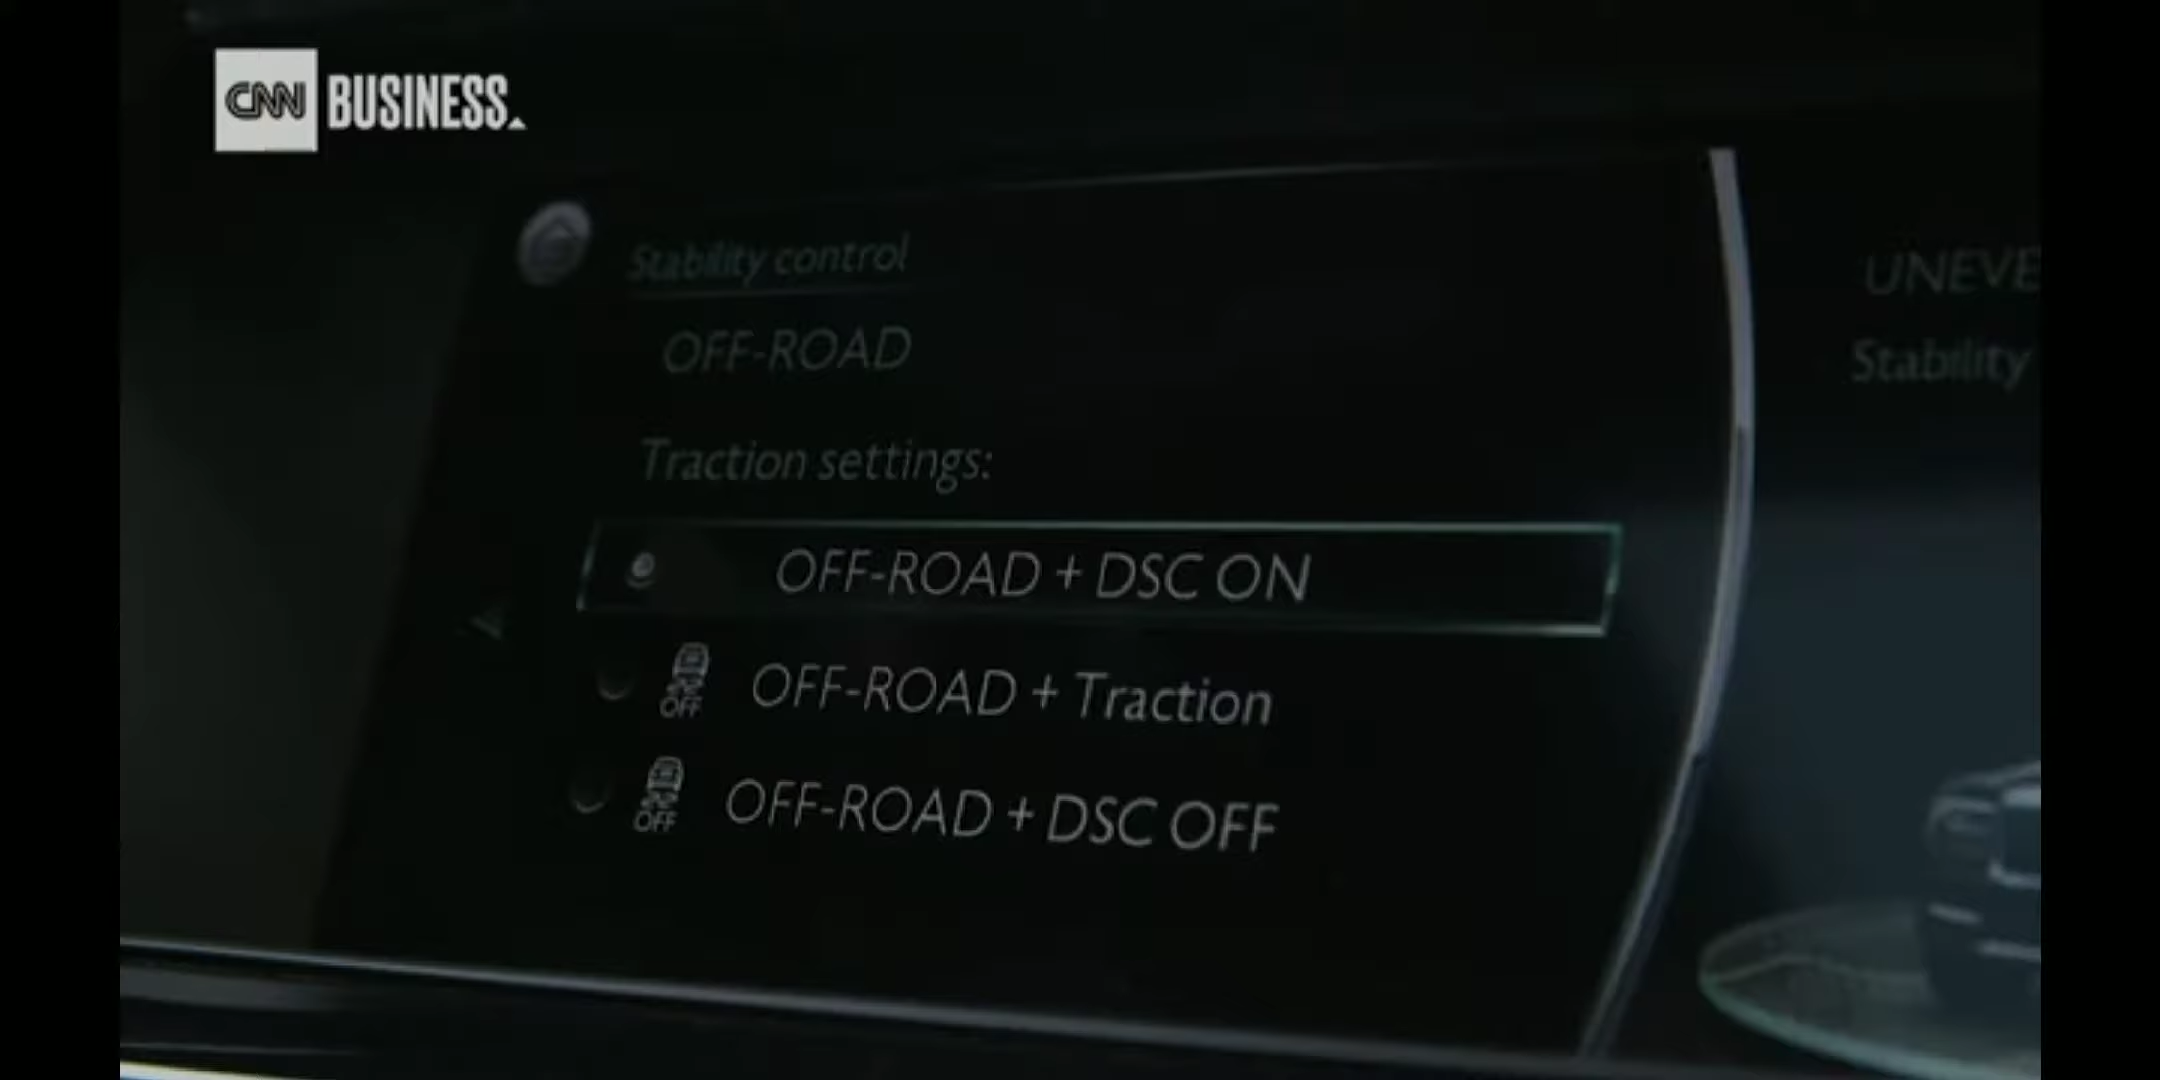 CNN BUSINESS
Stability control
OFF-ROAD
Traction settings:
OFF-ROAD + DSC ON
OFF OFF-ROAD + Traction
OFF OFF-ROAD + DSC OFF
UNEVE
Stability